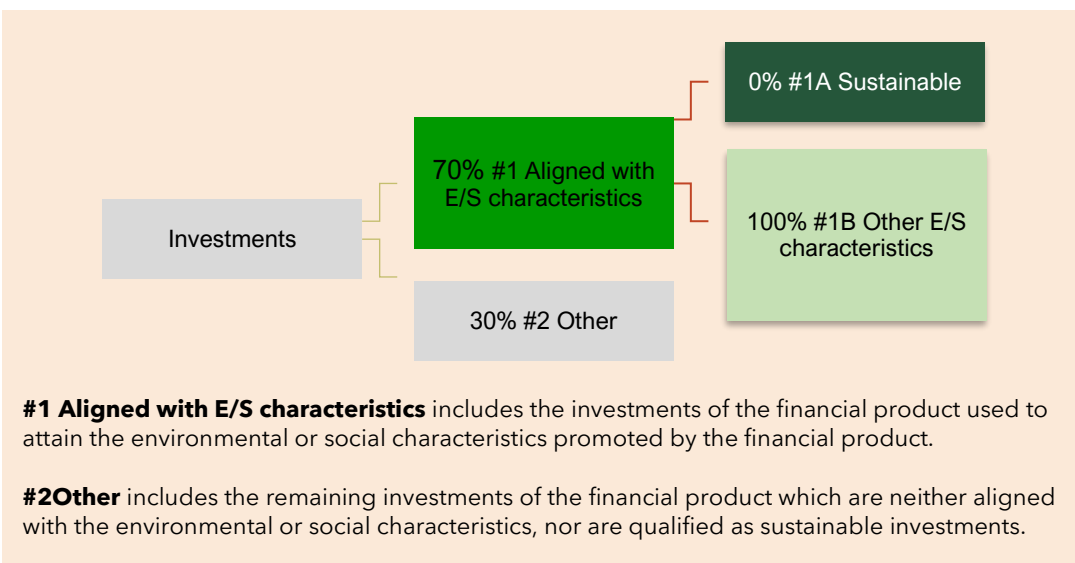 0% #1A Sustainable
70% #1 Aligned with
E/S characteristics
100% #1B Other E/S
characteristics
Investments
30% #2 Other
#1 Aligned with E/S characteristics includes the investments of the financial product used to
attain the environmental or social characteristics promoted by the financial product.
#2Other includes the remaining investments of the financial product which are neither aligned
with the environmental or social characteristics, nor are qualified as sustainable investments.